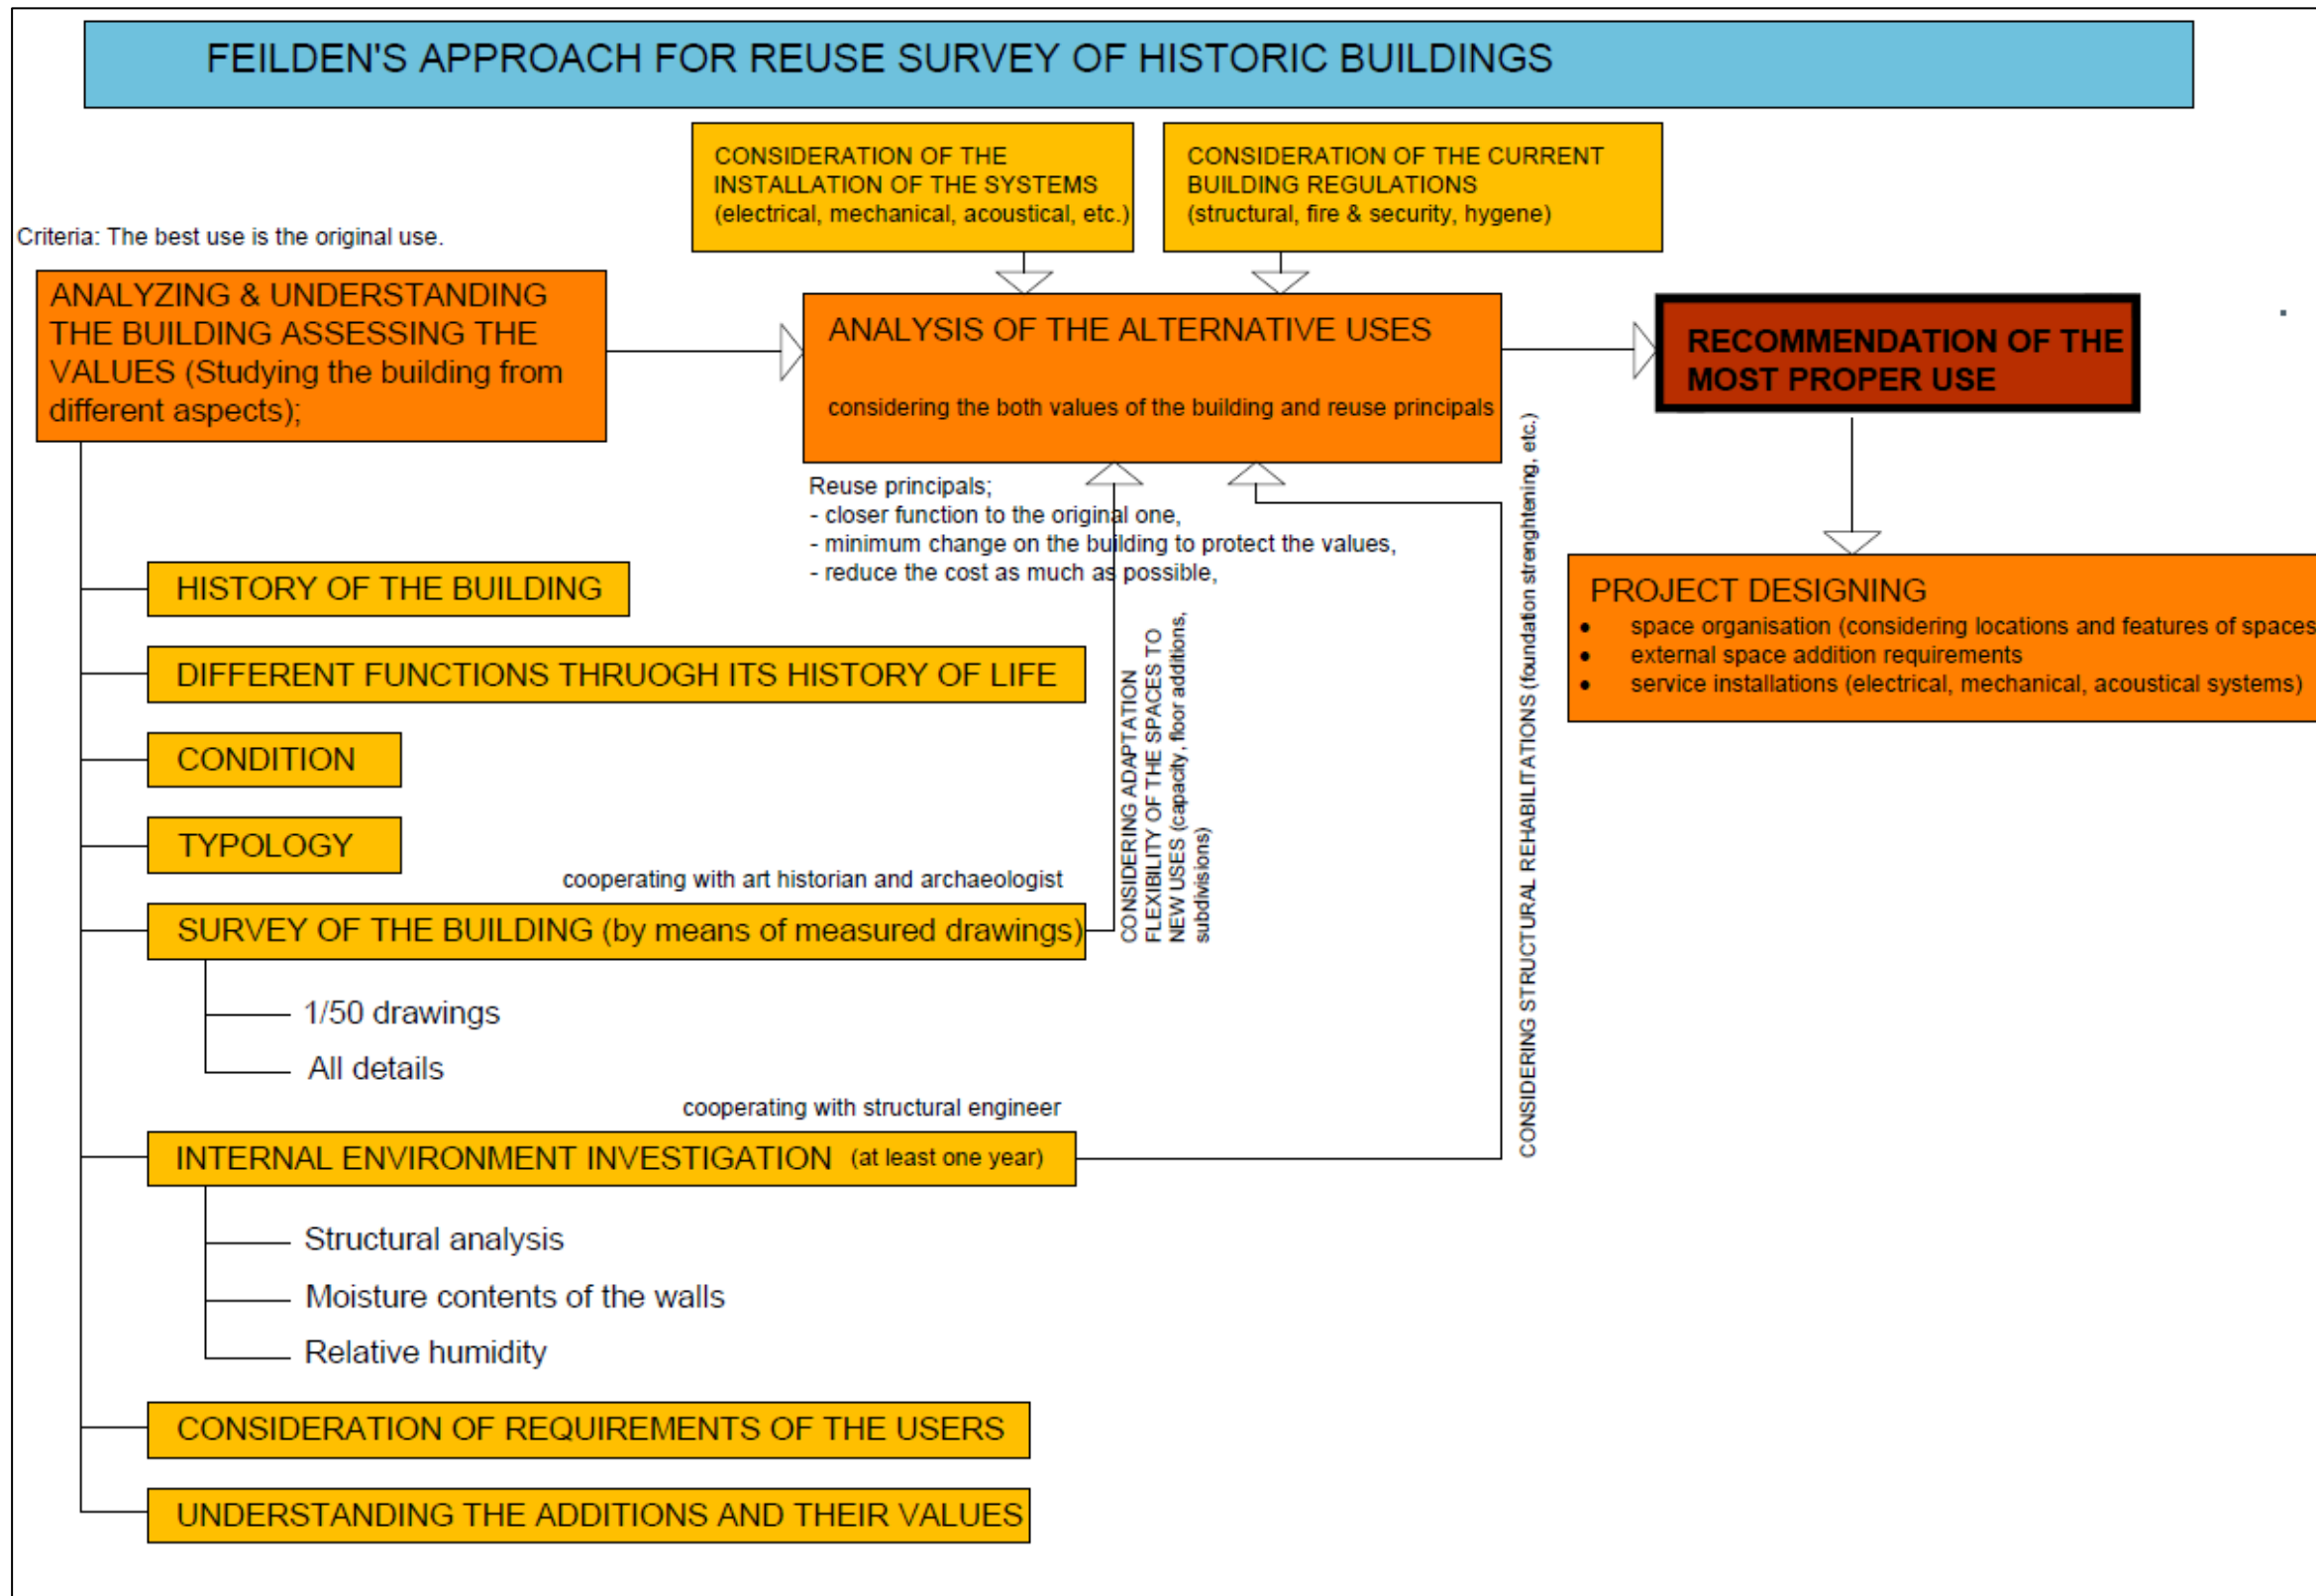 FEILDEN'S APPROACH FOR REUSE SURVEY OF HISTORIC BUILDINGS
CONSIDERATION OF THE
INSTALLATION OF THE SYSTEMS
(electrical, mechanical, acoustical, etc.)
CONSIDERATION OF THE CURRENT
BUILDING REGULATIONS
(structural, fire & security, hygene)
Criteria: The best use is the original use.
ANALYZING & UNDERSTANDING
THE BUILDING ASSESSING THE
VALUES (Studying the building from
different aspects);
ANALYSIS OF THE ALTERNATIVE USES
considering the both values of the building and reuse principals
RECOMMENDATION OF THE
MOST PROPER USE
Reuse principals;
- closer function to the original one,
- minimum change on the building to protect the values,
- reduce the cost as much as possible,
PROJECT DESIGNING
• space organisation (considering locations and features of spaces
• external space addition requirements
• service installations (electrical, mechanical, acoustical systems)
HISTORY OF THE BUILDING
DIFFERENT FUNCTIONS THRUOGH ITS HISTORY OF LIFE
CONDITION
TYPOLOGY
cooperating with art historian and archaeologist
SURVEY OF THE BUILDING (by means of measured drawings)
CONSIDERING ADAPTATION
FLEXIBILITY OF THE SPACES TO
NEW USES (capacity, floor additions,
subdivisions)
CONSIDERING STRUCTURAL REHABILITATIONS (foundation strenghtening, etc.)
1/50 drawings
All details
cooperating with structural engineer
INTERNAL ENVIRONMENT INVESTIGATION (at least one year)
Structural analysis
Moisture contents of the walls
Relative humidity
CONSIDERATION OF REQUIREMENTS OF THE USERS
UNDERSTANDING THE ADDITIONS AND THEIR VALUES